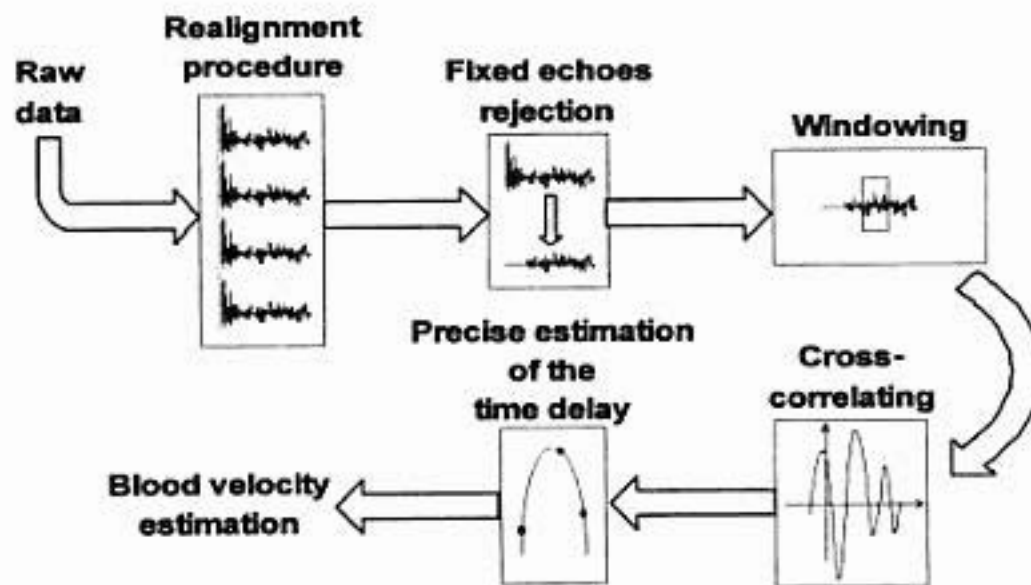 Raw
data
Realignment
procedure
Fixed echoes
rejection
Windowing
Cross-
correlating
Precise estimation
of the
time delay
Blood velocity
estimation